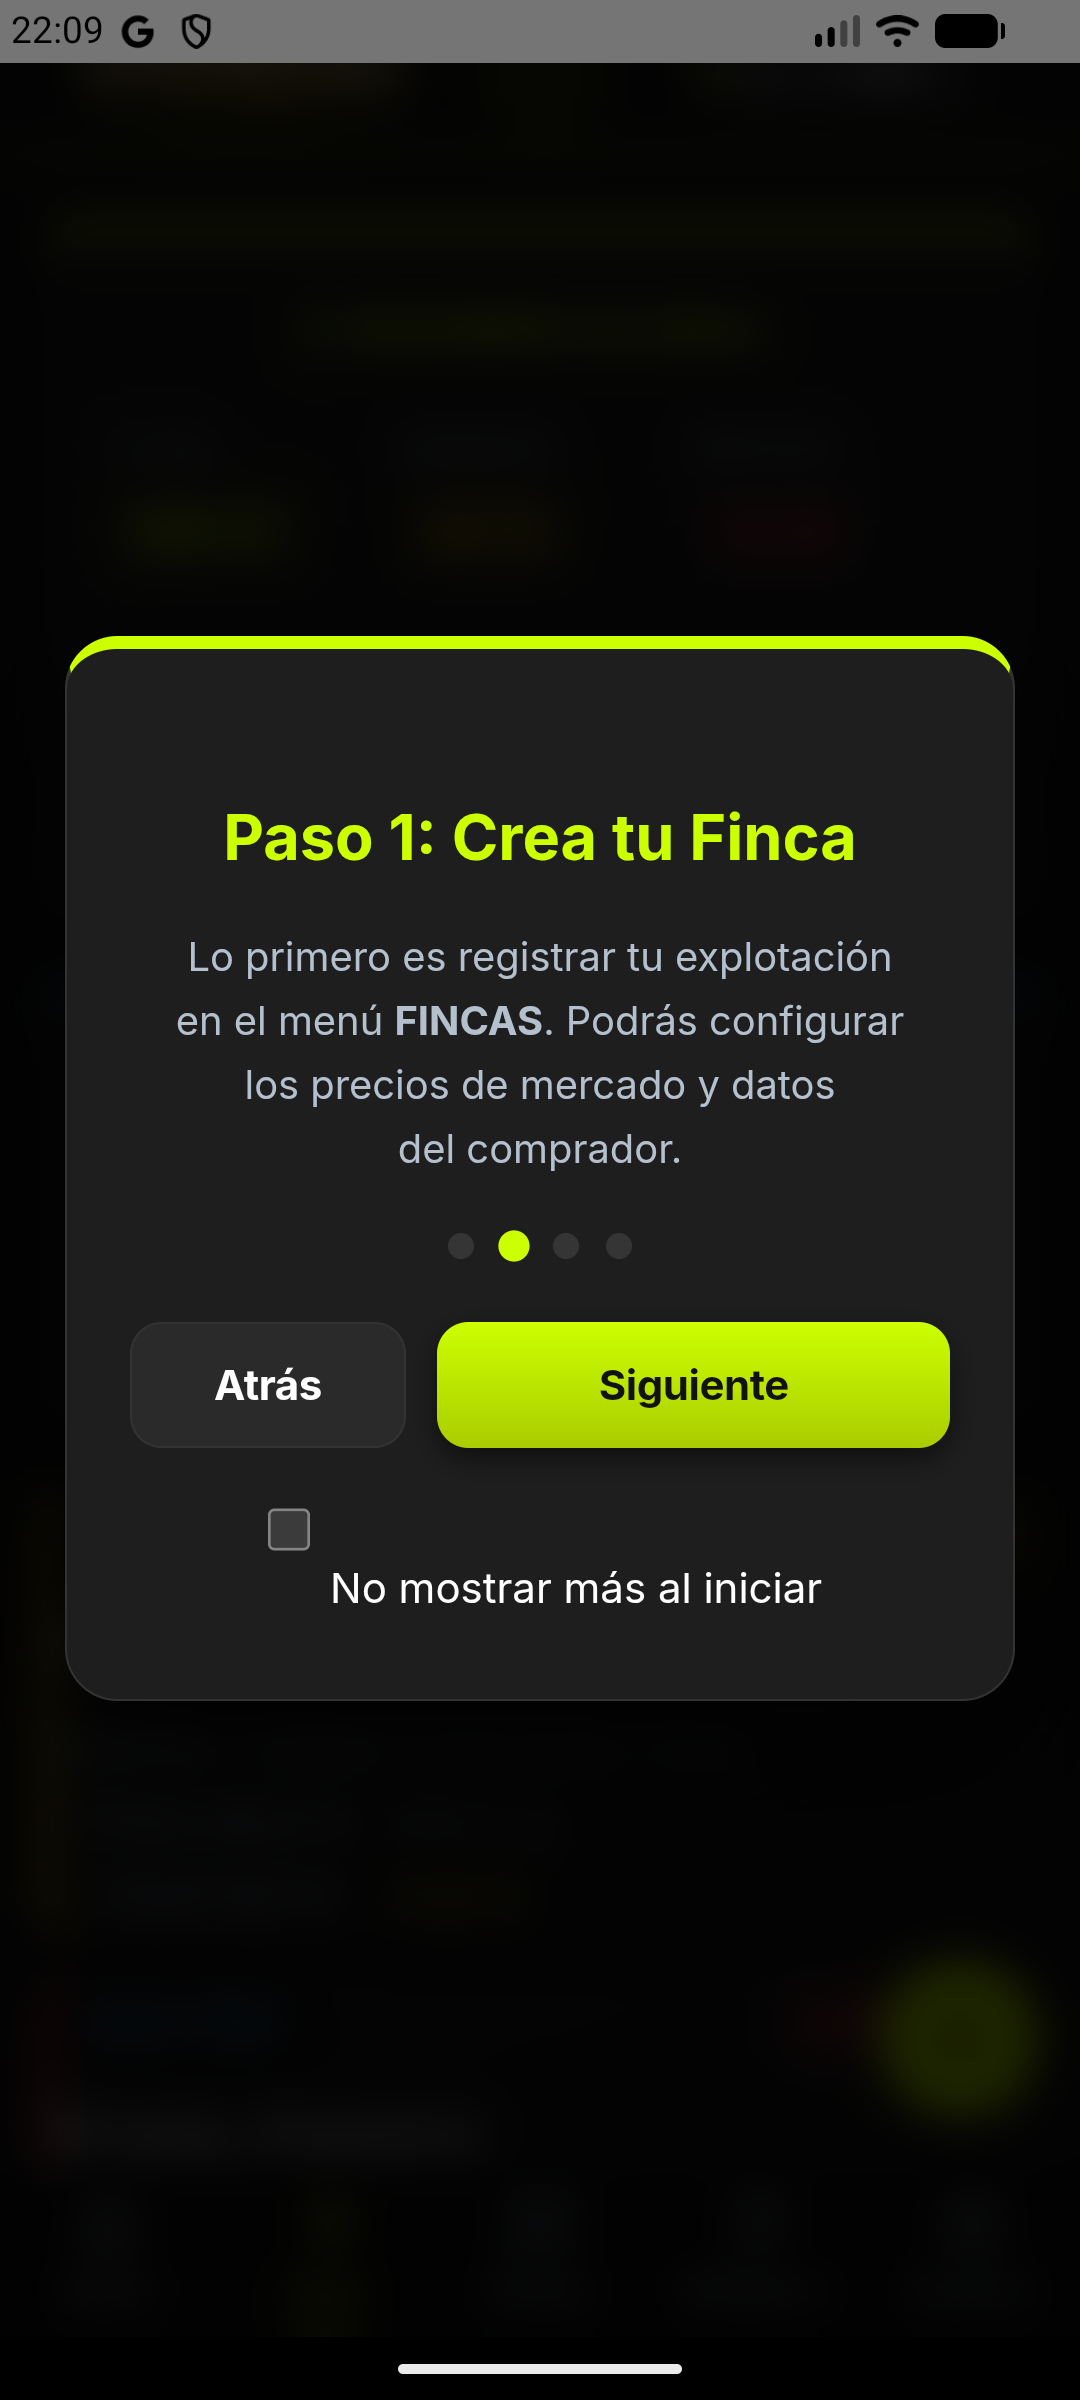 22:09
Paso 1: Crea tu Finca
Lo primero es registrar tu explotación
en el menú FINCAS. Podrás configurar
los precios de mercado y datos
del comprador.
Atrás
Siguiente
No mostrar más al iniciar